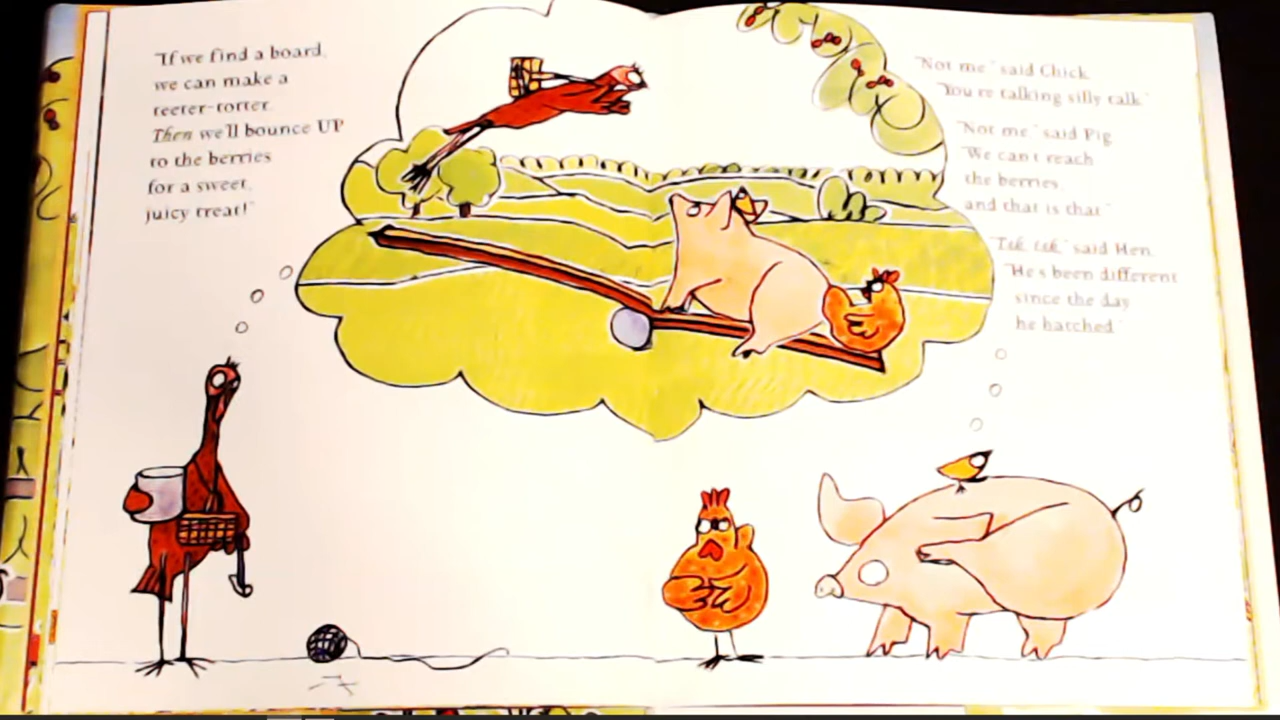 "If we find a board,
we can make a
teeter-totter.
Then we'll bounce UP
to the berries
for a sweet,
juicy treat!"
"Not me," said Chick.
"You're talking silly talk."
"Not me," said Pig.
"We can't reach
the berries,
and that is that."
"Tsk, tsk," said Hen.
"He's been different
since the day
he hatched."